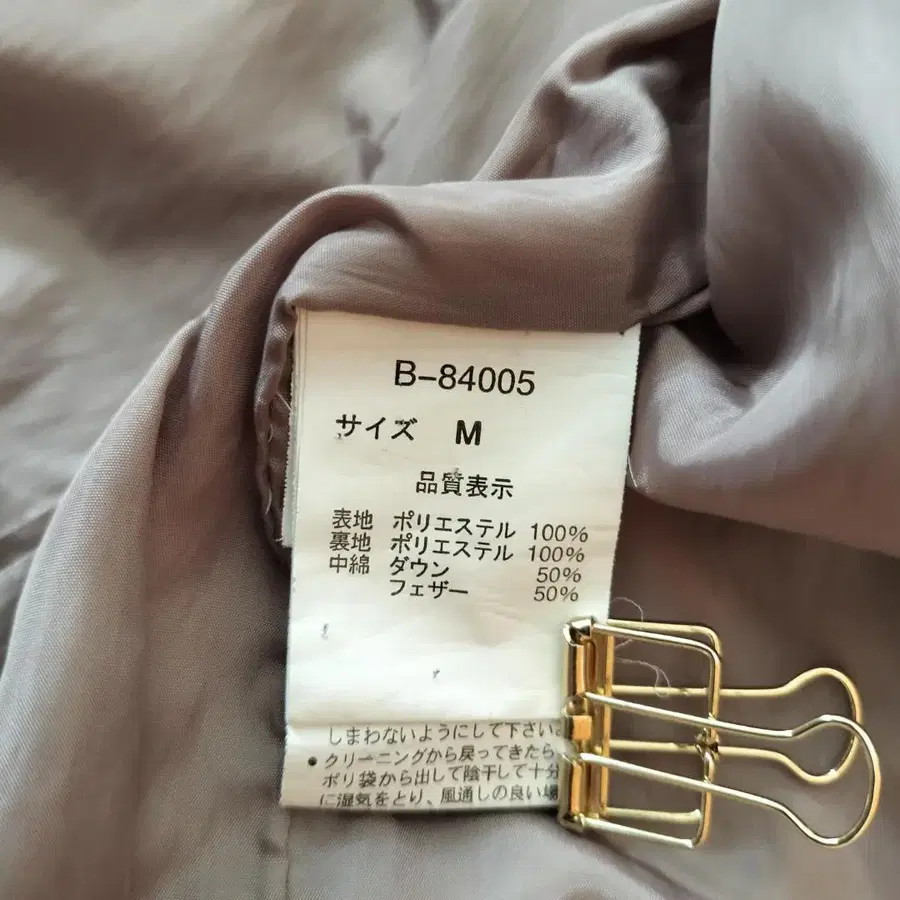 B-84005
サイズ M
品質表示
表地 ポリエステル 100%
裏地 ポリエステル 100%
中綿 ダウン 50%
フェザー 50%
しまわないようにして下さい
●クリーニングから戻ってきたら
ポリ袋から出して陰干して十分
に湿気をとり、風通しの良い場